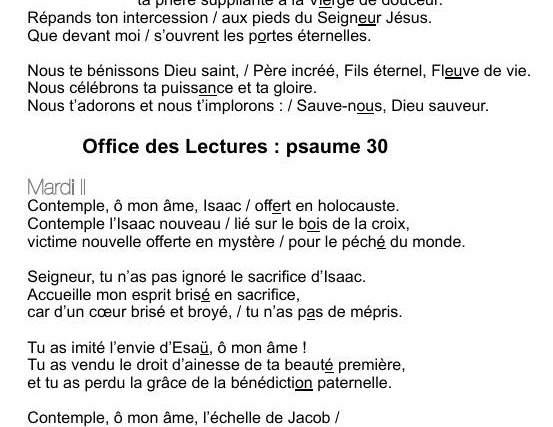 ta prière suppliante à la Vierge de douceur.
Répands ton intercession / aux pieds du Seigneur Jésus.
Que devant moi / s’ouvrent les portes éternelles.
Nous te bénissons Dieu saint, / Père incréé, Fils éternel, Fleuve de vie.
Nous célébrons ta puissance et ta gloire.
Nous t’adorons et nous t’implorons : / Sauve-nous, Dieu sauveur.
Office des Lectures : psaume 30
Mardi II
Contemple, ô mon âme, Isaac / offert en holocauste.
Contemple l’Isaac nouveau / lié sur le bois de la croix,
victime nouvelle offerte en mystère / pour le péché du monde.
Seigneur, tu n’as pas ignoré le sacrifice d’Isaac.
Accueille mon esprit brisé en sacrifice,
car d’un cœur brisé et broyé, / tu n’as pas de mépris.
Tu as imité l’envie d’Esaü, ô mon âme !
Tu as vendu le droit d’ainesse de ta beauté première,
et tu as perdu la grâce de la bénédiction paternelle.
Contemple, ô mon âme, l’échelle de Jacob /